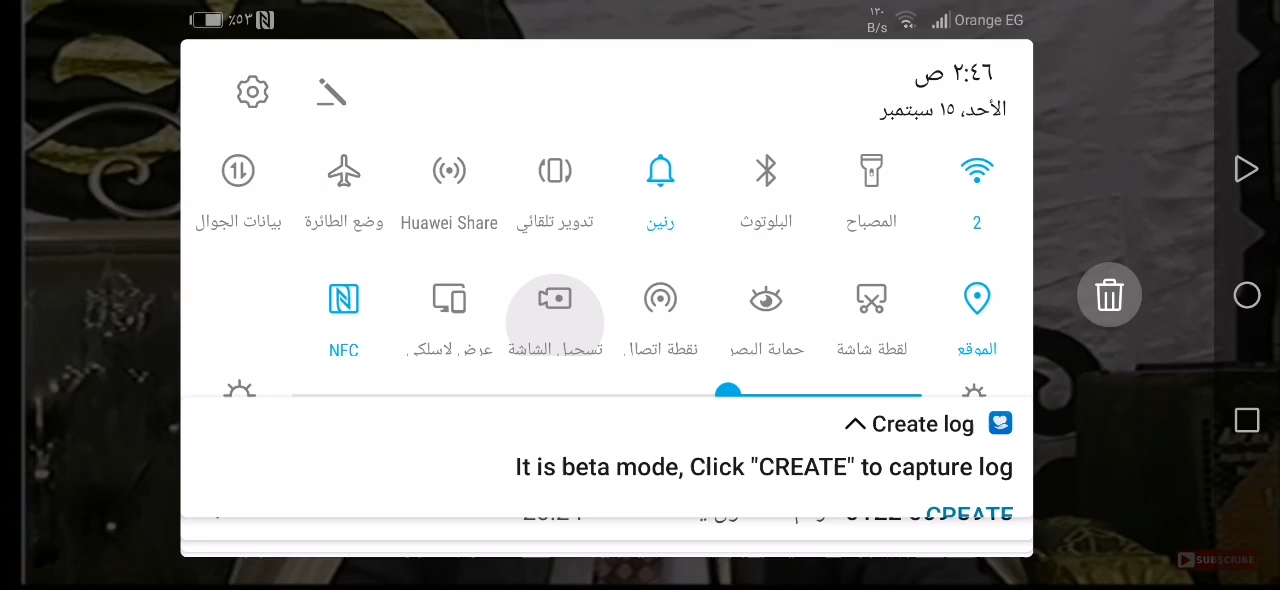 Orange EG
١٣٠
B/s
٪٥٣
٢:٤٦ ص
الأحد، ١٥ سبتمبر
2
المصباح
البلوتوث
رنين
تدوير تلقائي
Huawei Share
وضع الطائرة
بيانات الجوال
الموقع
لقطة شاشة
حماية البصر
نقطة اتصال
تسجيل الشاشة
عرض لاسلكي
NFC
Create log
It is beta mode, Click "CREATE" to capture log
CREATE
SUBSCRIBE